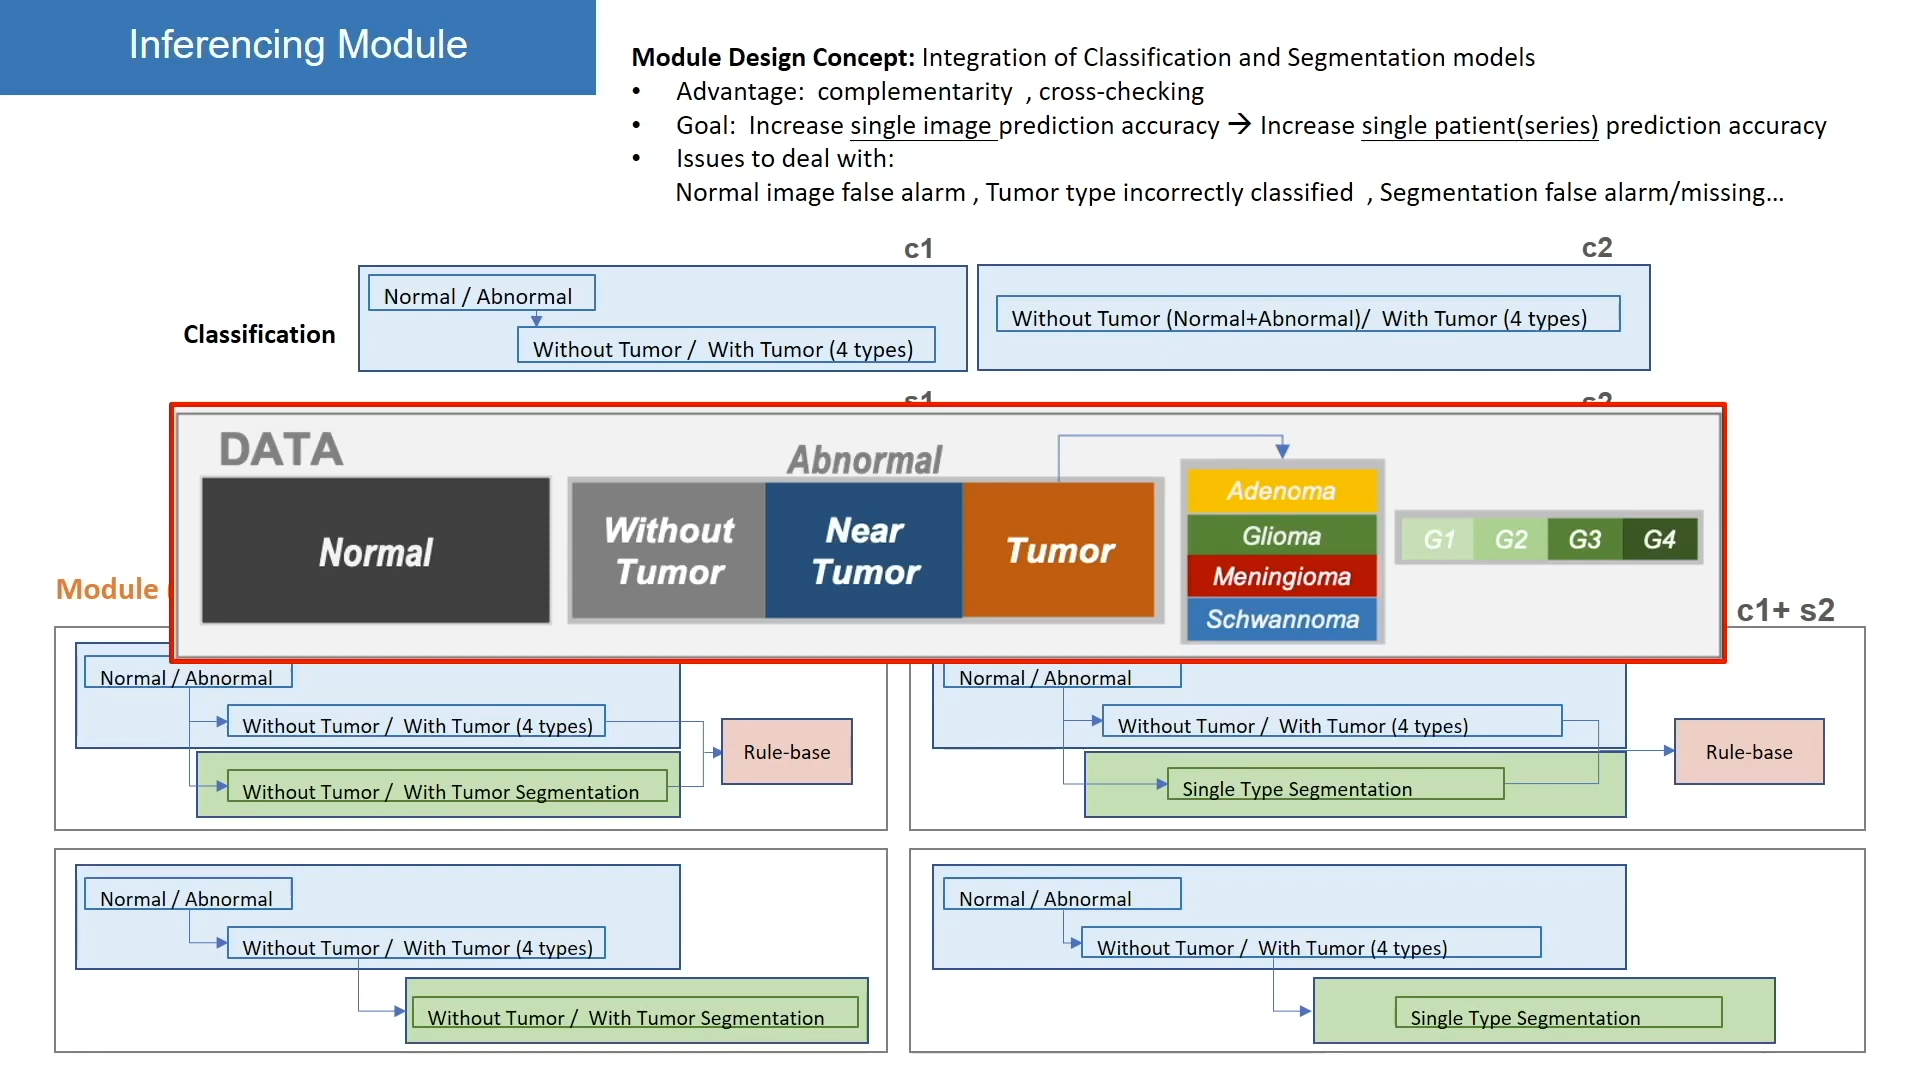 Inferencing Module
Module Design Concept: Integration of Classification and Segmentation models
• Advantage: complementarity , cross-checking
• Goal: Increase single image prediction accuracy → Increase single patient(series) prediction accuracy
• Issues to deal with:
Normal image false alarm , Tumor type incorrectly classified , Segmentation false alarm/missing...
c1
c2
Classification
Normal / Abnormal
Without Tumor / With Tumor (4 types)
Without Tumor (Normal+Abnormal)/ With Tumor (4 types)
s1
s2
DATA
Normal
Abnormal
Without
Tumor
Near
Tumor
Tumor
Adenoma
Glioma
Meningioma
Schwannoma
G1 G2 G3 G4
Module
c1+ s2
Normal / Abnormal
Without Tumor / With Tumor (4 types)
Without Tumor / With Tumor Segmentation
Rule-base
Normal / Abnormal
Without Tumor / With Tumor (4 types)
Single Type Segmentation
Rule-base
Normal / Abnormal
Without Tumor / With Tumor (4 types)
Without Tumor / With Tumor Segmentation
Normal / Abnormal
Without Tumor / With Tumor (4 types)
Single Type Segmentation